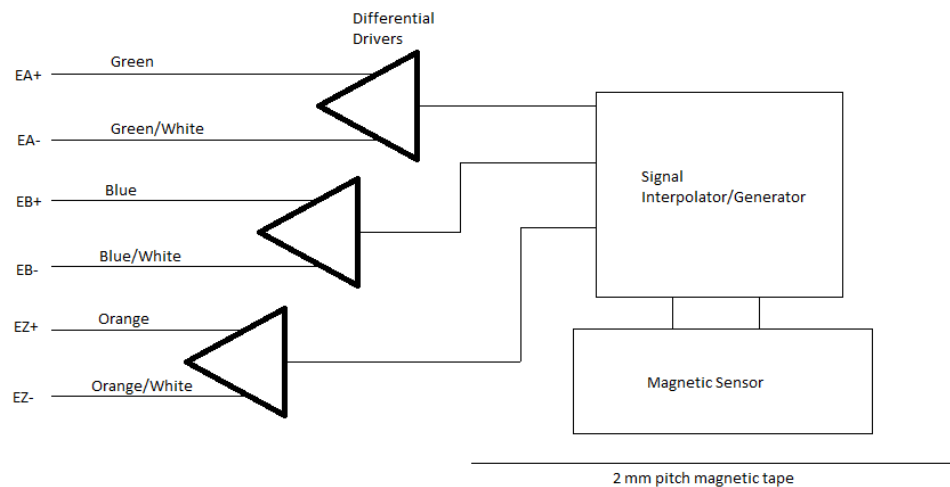 Differential
Drivers
Green
EA+
Green/White
EA-
Signal
Interpolator/Generator
Blue
EB+
Blue/White
EB-
Orange
EZ+
Magnetic Sensor
Orange/White
EZ-
2 mm pitch magnetic tape